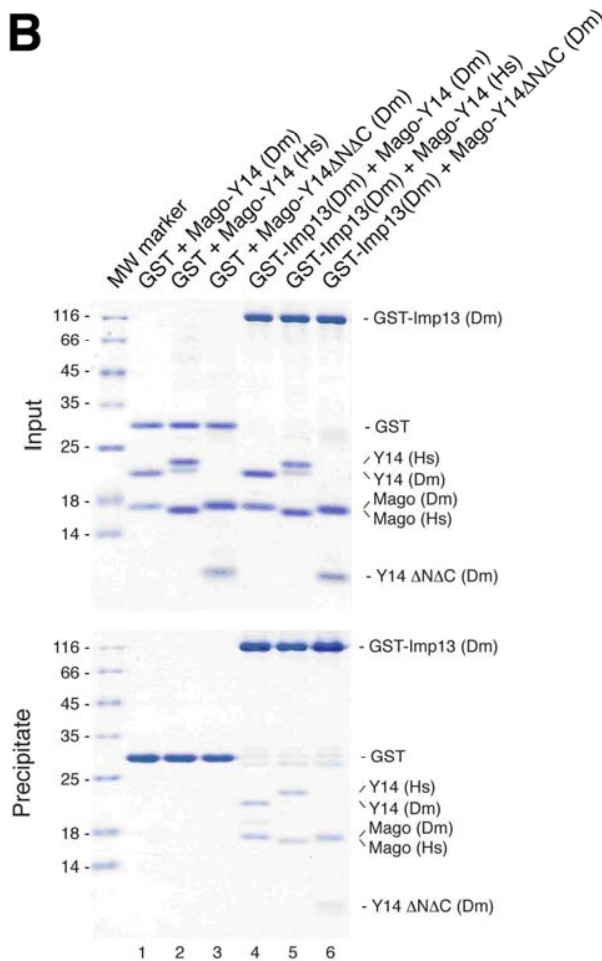 B
MW marker
GST + Mago-Y14 (Dm)
GST + Mago-Y14 (Hs)
GST + Mago-Y14ΔNΔC (Dm)
GST-Imp13(Dm) + Mago-Y14 (Dm)
GST-Imp13(Dm) + Mago-Y14 (Hs)
GST-Imp13(Dm) + Mago-Y14ΔNΔC (Dm)
Input
116 -
66 -
45 -
35 -
25 -
18 -
14 -
- GST-Imp13 (Dm)
- GST
Y14 (Hs)
Y14 (Dm)
Mago (Dm)
Mago (Hs)
- Y14 ΔNΔC (Dm)
Precipitate
116 -
66 -
45 -
35 -
25 -
18 -
14 -
- GST-Imp13 (Dm)
- GST
Y14 (Hs)
Y14 (Dm)
Mago (Dm)
Mago (Hs)
- Y14 ΔNΔC (Dm)
1 2 3 4 5 6